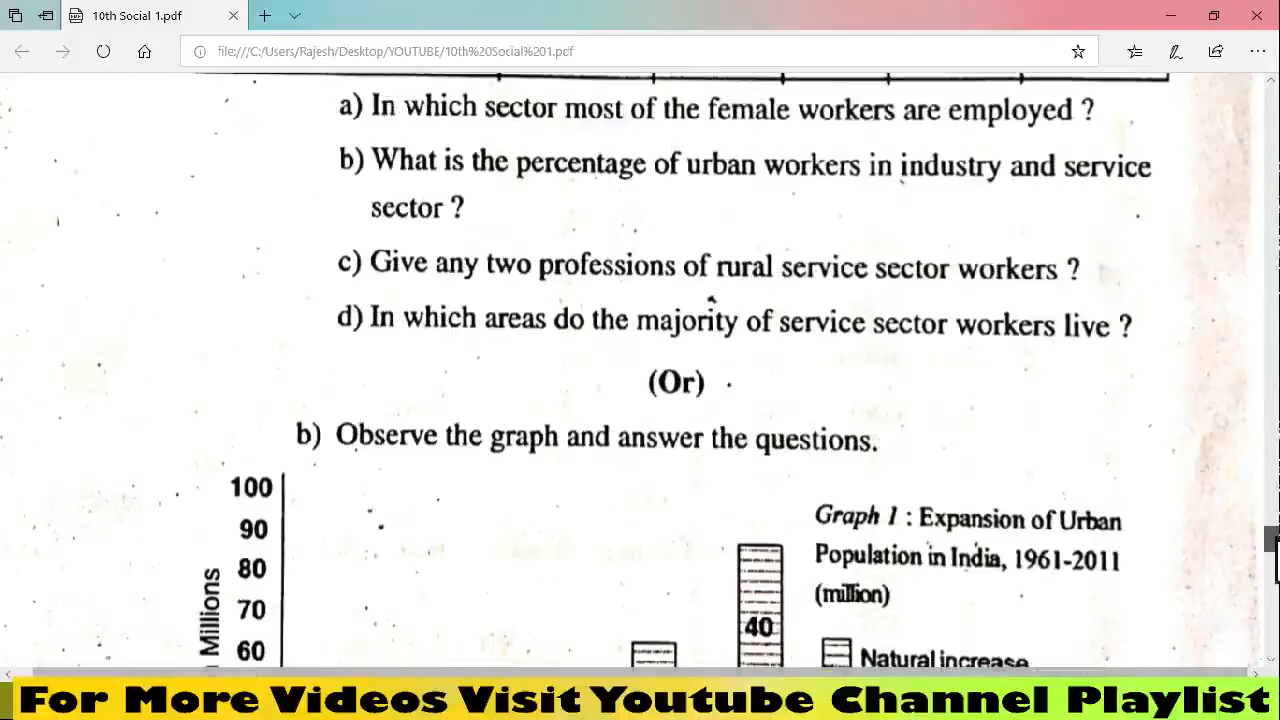 10th Social 1.pdf
file:///C:/Users/Rajesh/Desktop/YOUTUBE/10th%20Social%201.pdf
a) In which sector most of the female workers are employed ?
b) What is the percentage of urban workers in industry and service
sector ?
c) Give any two professions of rural service sector workers ?
d) In which areas do the majority of service sector workers live ?
(Or)
b) Observe the graph and answer the questions.
100
90
80
70
60
Millions
40
Graph 1 : Expansion of Urban
Population in India, 1961-2011
(million)
Natural increase
For More Videos Visit Youtube Channel Playlist